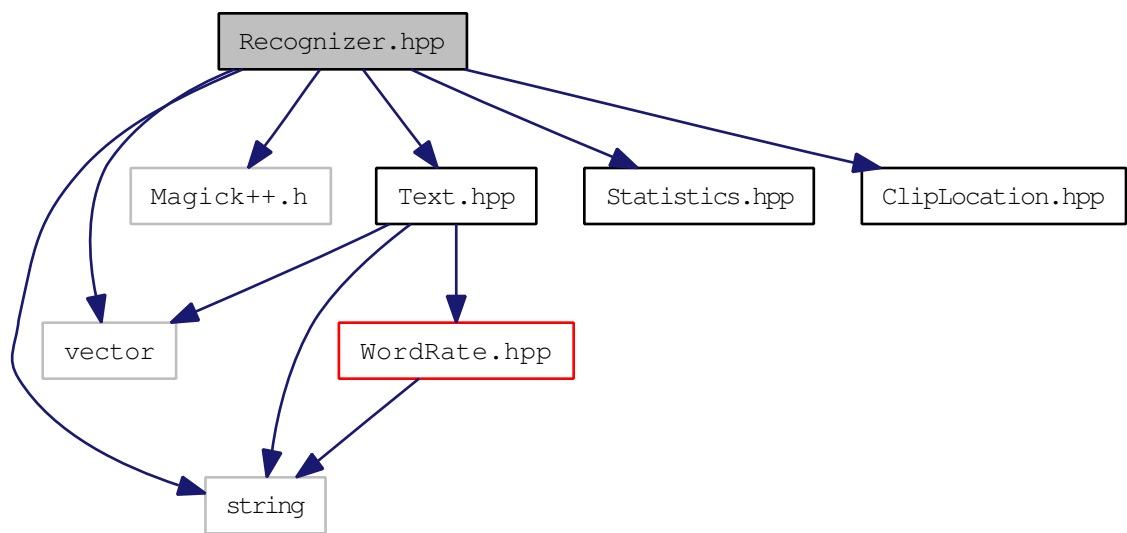 Recognizer.hpp
Magick++.h
Text.hpp
Statistics.hpp
ClipLocation.hpp
vector
WordRate.hpp
string